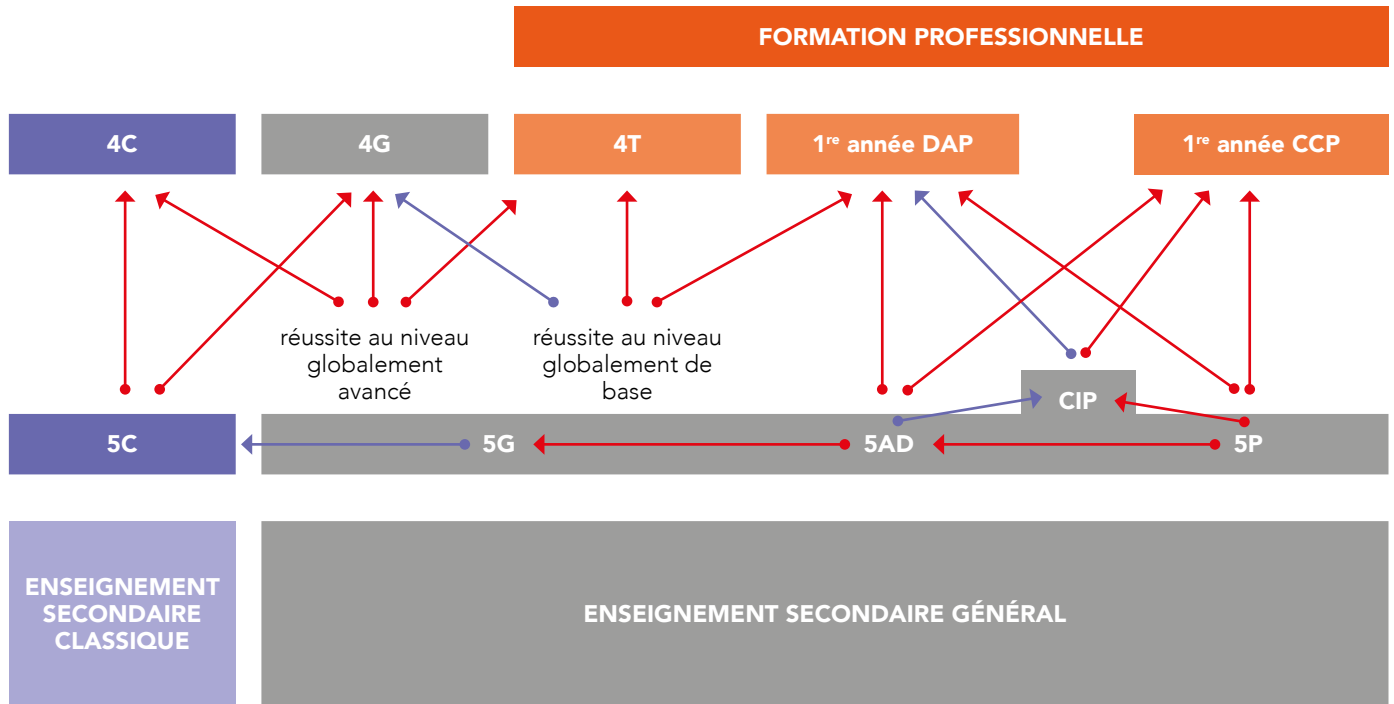 FORMATION PROFESSIONNELLE
4C
4G
4T
1re année DAP
1re année CCP
réussite au niveau
globalement
avancé
réussite au niveau
globalement de
base
CIP
5C
5G
5AD
5P
ENSEIGNEMENT
SECONDAIRE
CLASSIQUE
ENSEIGNEMENT SECONDAIRE GÉNÉRAL